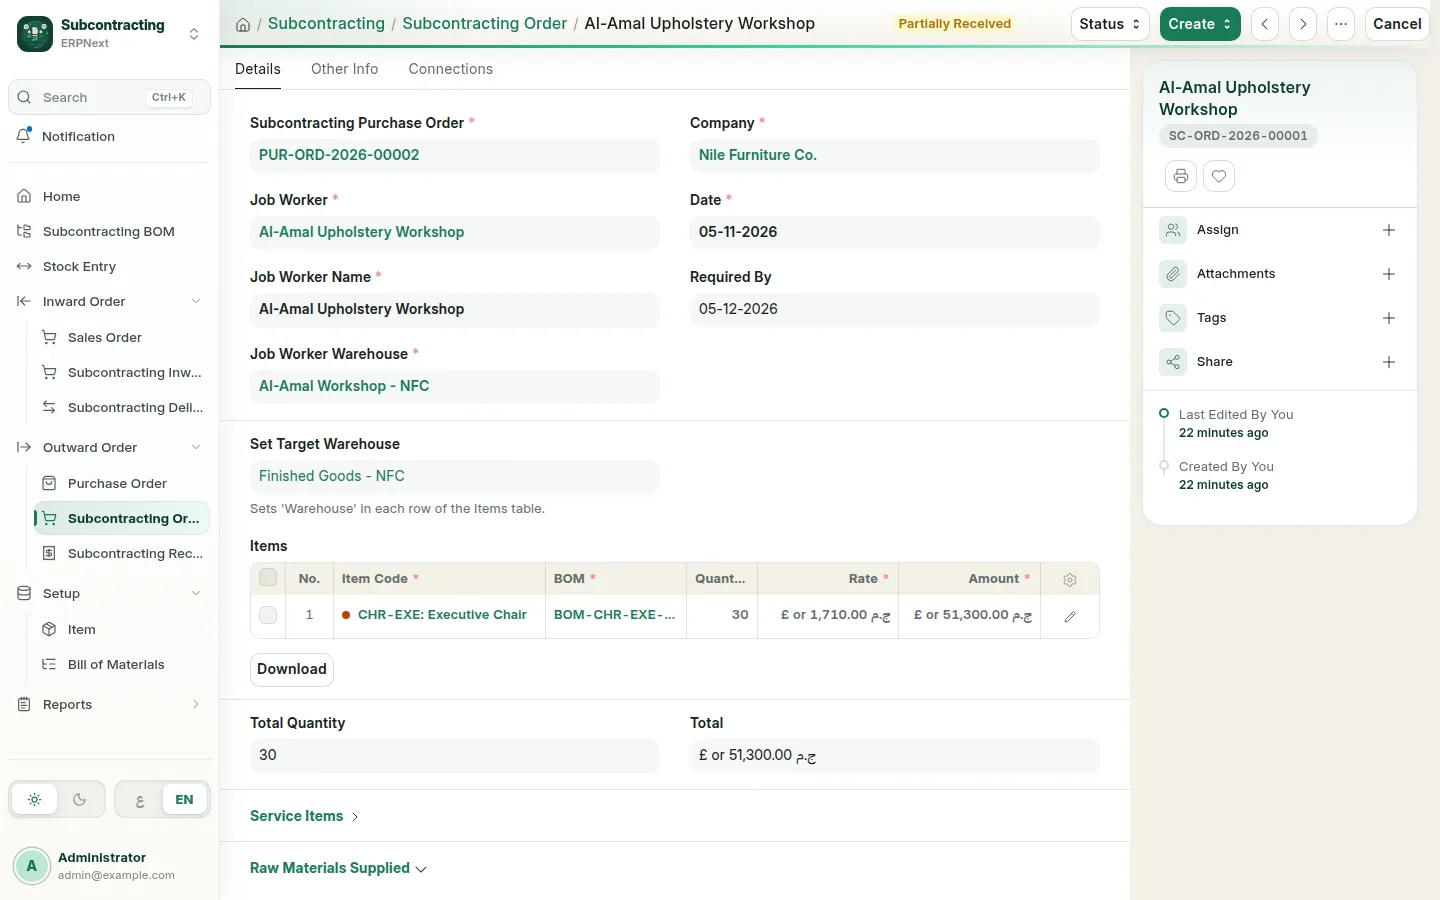 Subcontracting
ERPNext
Search
Ctrl+K
Notification
Home
Subcontracting BOM
Stock Entry
Inward Order
Sales Order
Subcontracting Inw...
Subcontracting Deli...
Outward Order
Purchase Order
Subcontracting Or...
Subcontracting Rec...
Setup
Item
Bill of Materials
Reports
ع
EN
A
Administrator
admin@example.com
/ Subcontracting / Subcontracting Order / Al-Amal Upholstery Workshop
Partially Received
Status
Create
...
Cancel
Details
Other Info
Connections
Subcontracting Purchase Order *
PUR-ORD-2026-00002
Company *
Nile Furniture Co.
Job Worker *
Al-Amal Upholstery Workshop
Date *
05-11-2026
Job Worker Name *
Al-Amal Upholstery Workshop
Required By
05-12-2026
Job Worker Warehouse *
Al-Amal Workshop - NFC
Set Target Warehouse
Finished Goods - NFC
Sets 'Warehouse' in each row of the Items table.
Items
No. Item Code * BOM * Quant... Rate * Amount *
1 CHR-EXE: Executive Chair BOM-CHR-EXE-... 30 £ or 1,710.00 ج.م £ or 51,300.00 ج.م
Download
Total Quantity
30
Total
£ or 51,300.00 ج.م
Service Items
Raw Materials Supplied
Al-Amal Upholstery
Workshop
SC-ORD-2026-00001
Assign
Attachments
Tags
Share
Last Edited By You
22 minutes ago
Created By You
22 minutes ago